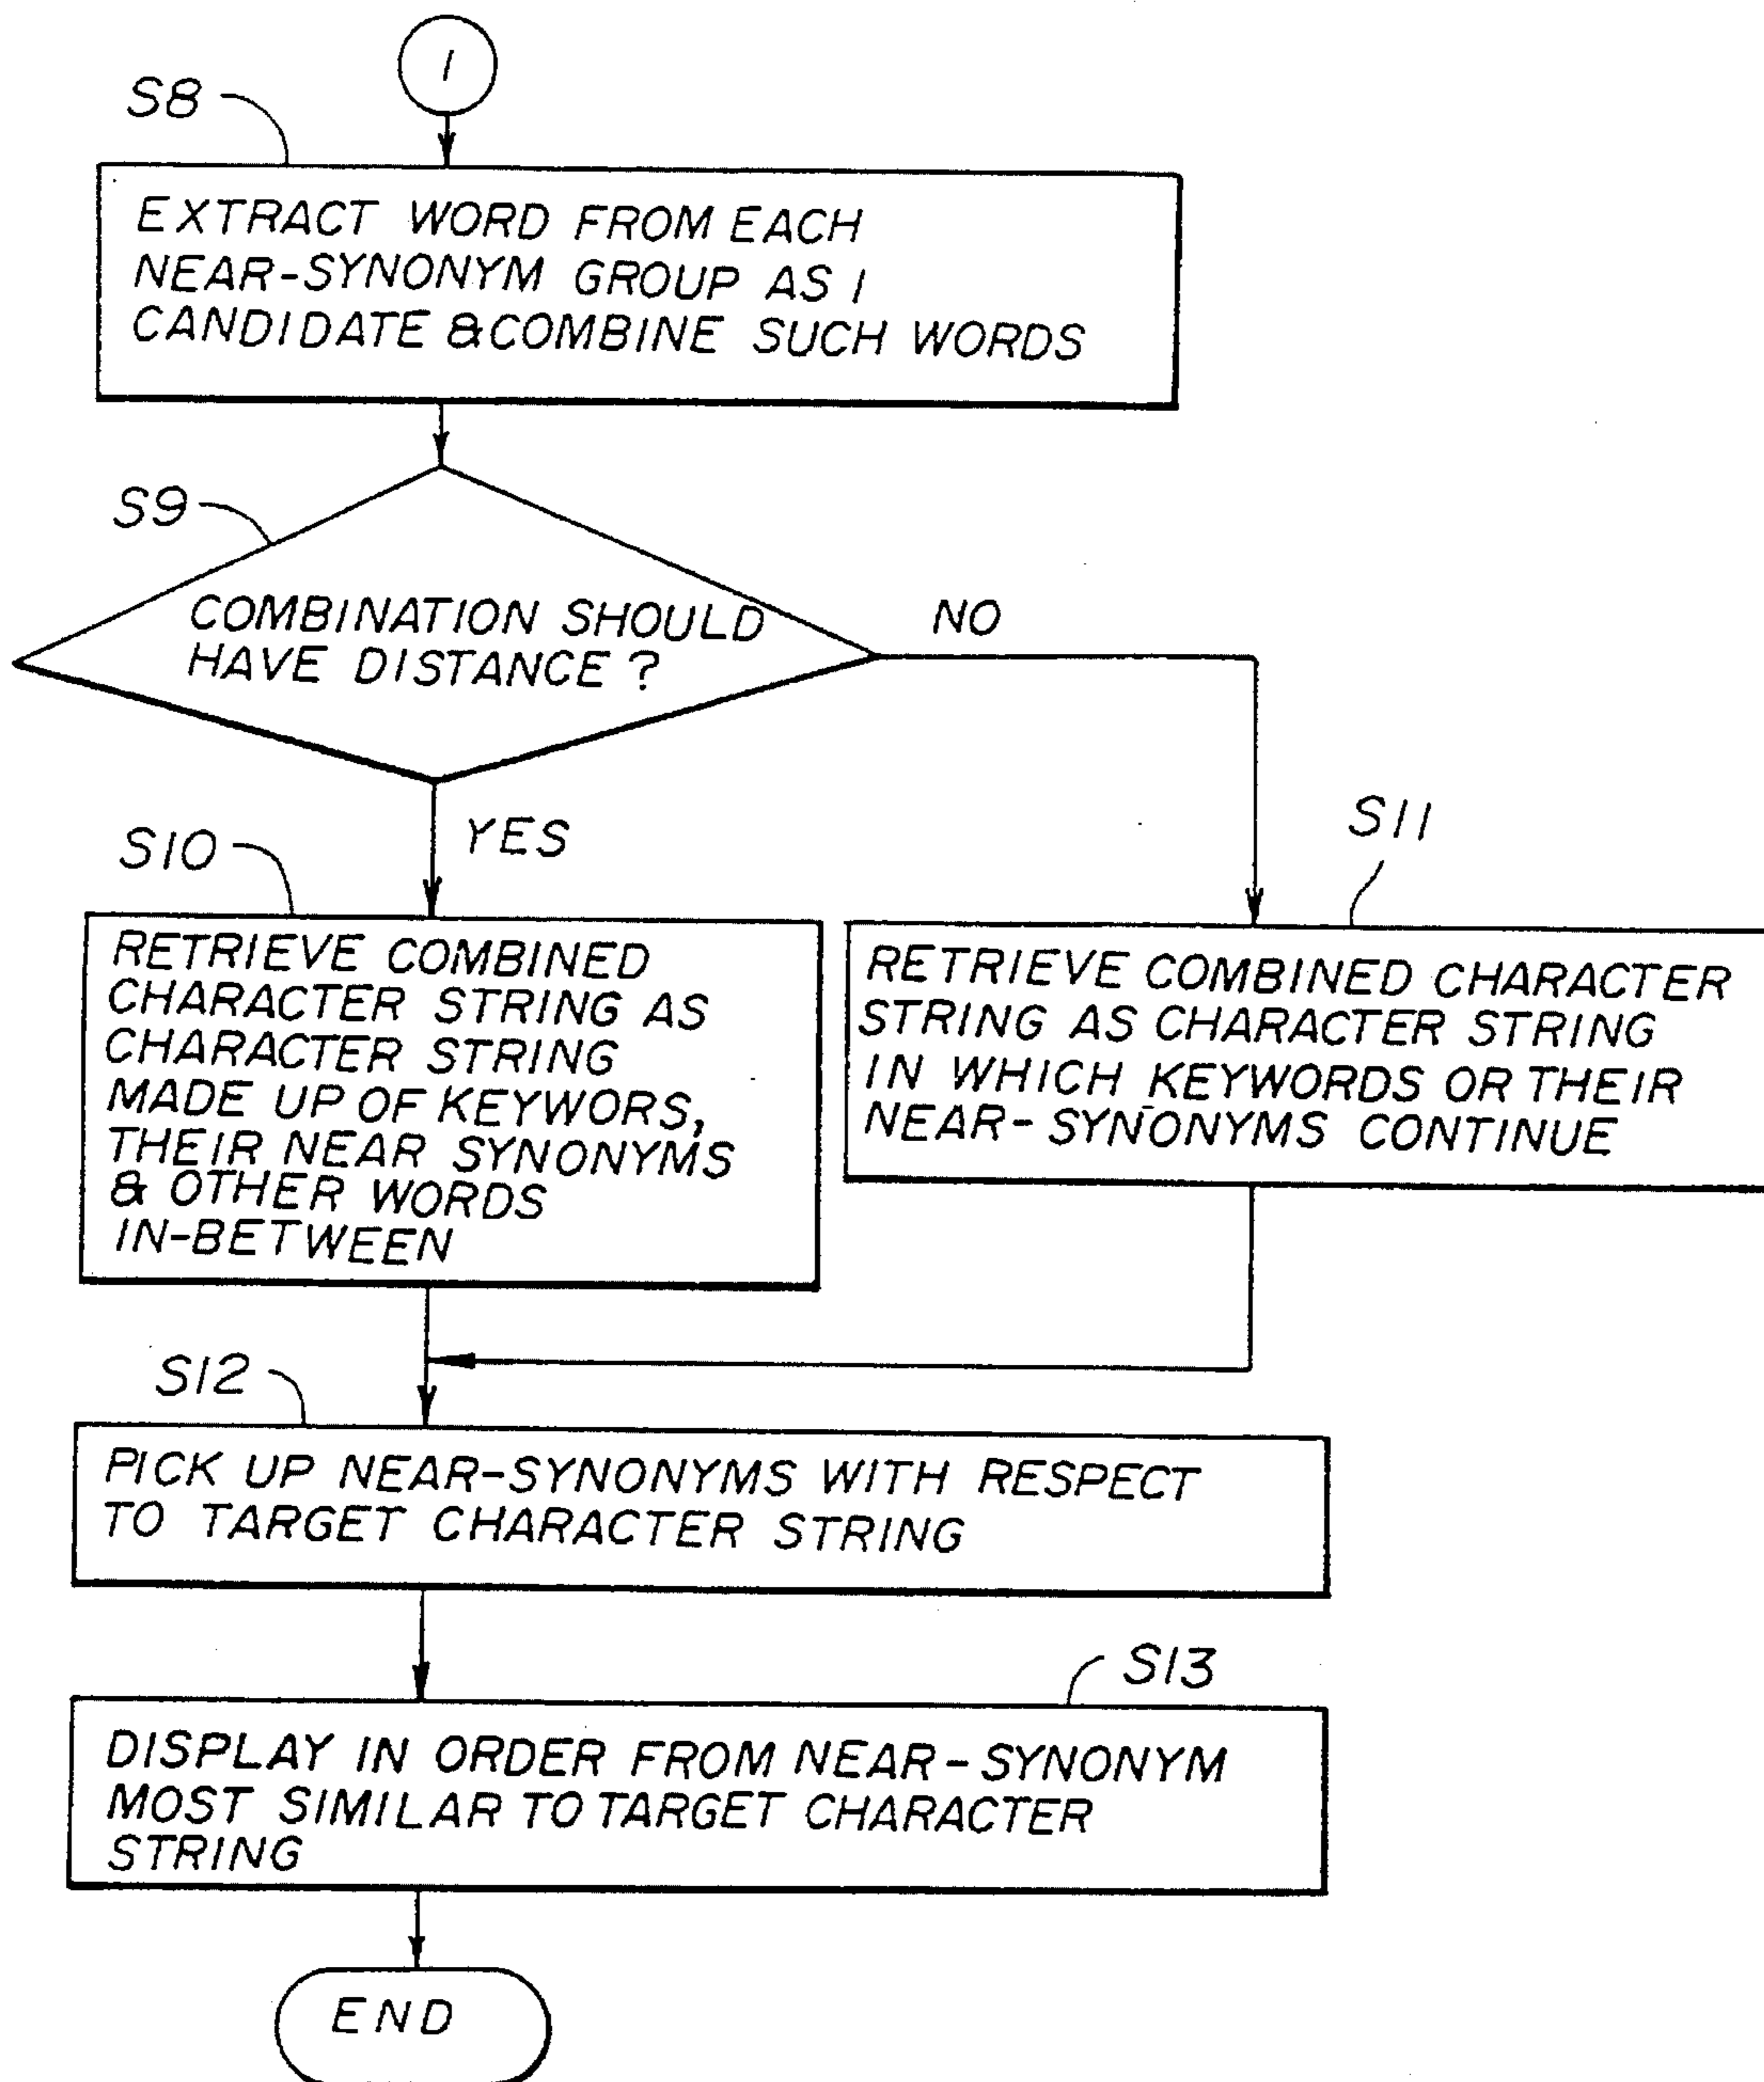 1
S8
EXTRACT WORD FROM EACH
NEAR-SYNONYM GROUP AS 1
CANDIDATE & COMBINE SUCH WORDS
S9
COMBINATION SHOULD
HAVE DISTANCE?
NO
YES
S10
S11
RETRIEVE COMBINED
CHARACTER STRING AS
CHARACTER STRING
MADE UP OF KEYWORS,
THEIR NEAR SYNONYMS
& OTHER WORDS
IN-BETWEEN
RETRIEVE COMBINED CHARACTER
STRING AS CHARACTER STRING
IN WHICH KEYWORDS OR THEIR
NEAR-SYNONYMS CONTINUE
S12
PICK UP NEAR-SYNONYMS WITH RESPECT
TO TARGET CHARACTER STRING
S13
DISPLAY IN ORDER FROM NEAR-SYNONYM
MOST SIMILAR TO TARGET CHARACTER
STRING
END